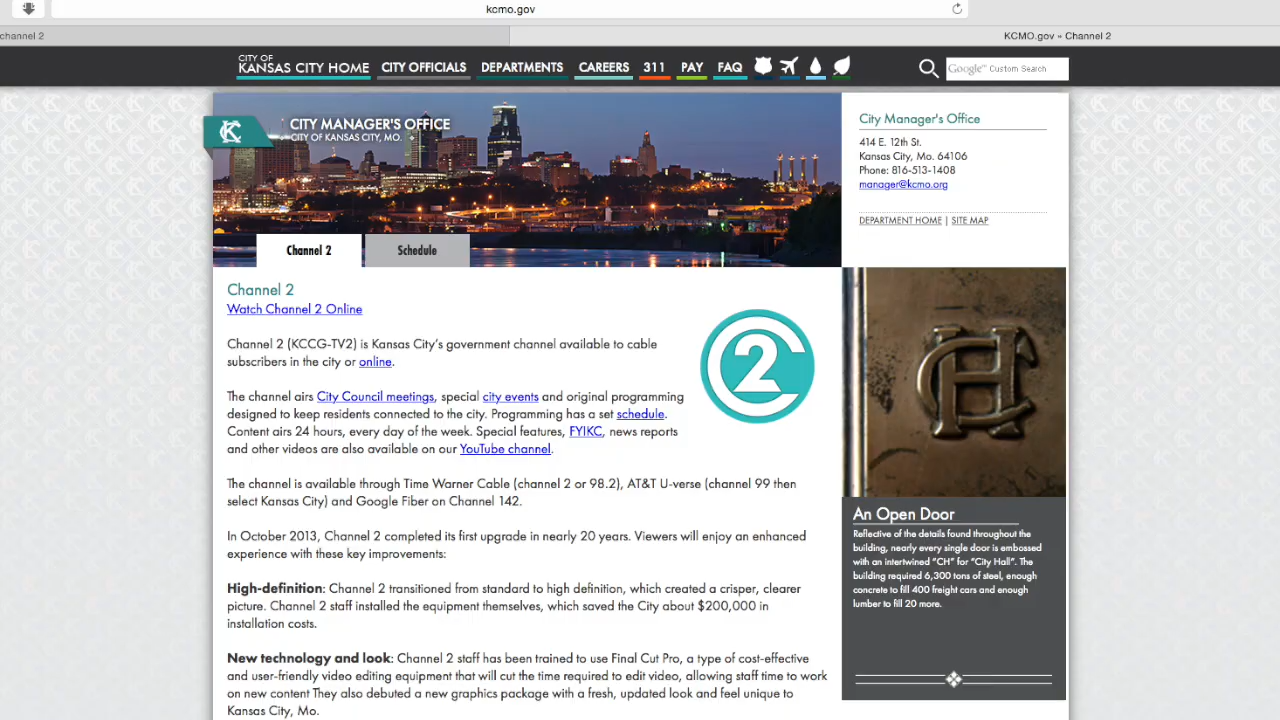 kcmo.gov
channel 2
KCMO.gov « Channel 2
CITY OF
KANSAS CITY HOME CITY OFFICIALS DEPARTMENTS CAREERS 311 PAY FAQ
Google™ Custom Search
KC
CITY MANAGER'S OFFICE
CITY OF KANSAS CITY, MO.
Channel 2 Schedule
City Manager's Office
414 E. 12th St.
Kansas City, Mo. 64106
Phone: 816-513-1408
manager@kcmo.org
DEPARTMENT HOME | SITE MAP
Channel 2
Watch Channel 2 Online
Channel 2 (KCCG-TV2) is Kansas City’s government channel available to cable
subscribers in the city or online.
The channel airs City Council meetings, special city events and original programming
designed to keep residents connected to the city. Programming has a set schedule.
Content airs 24 hours, every day of the week. Special features, FYIKC, news reports
and other videos are also available on our YouTube channel.
The channel is available through Time Warner Cable (channel 2 or 98.2), AT&T U-verse (channel 99 then
select Kansas City) and Google Fiber on Channel 142.
In October 2013, Channel 2 completed its first upgrade in nearly 20 years. Viewers will enjoy an enhanced
experience with these key improvements:
High-definition: Channel 2 transitioned from standard to high definition, which created a crisper, clearer
picture. Channel 2 staff installed the equipment themselves, which saved the City about $200,000 in
installation costs.
New technology and look: Channel 2 staff has been trained to use Final Cut Pro, a type of cost-effective
and user-friendly video editing equipment that will cut the time required to edit video, allowing staff time to work
on new content They also debuted a new graphics package with a fresh, updated look and feel unique to
Kansas City, Mo.
2
CH
An Open Door
Reflective of the details found throughout the
building, nearly every single door is embossed
with an intertwined “CH” for “City Hall”. The
building required 6,300 tons of steel, enough
concrete to fill 400 freight cars and enough
lumber to fill 20 more.